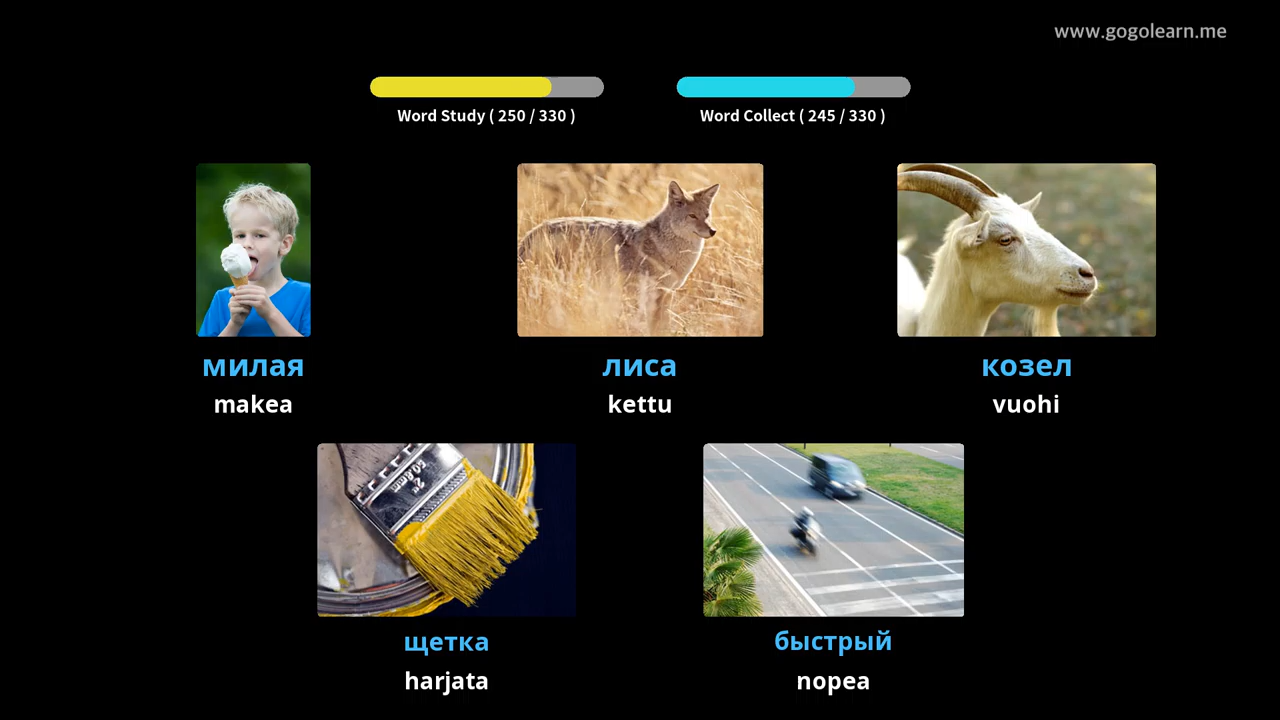 www.gogolearn.me
Word Study ( 250 / 330 )
Word Collect ( 245 / 330 )
милая
makea
лиса
kettu
козел
vuohi
щетка
harjata
быстрый
nopea